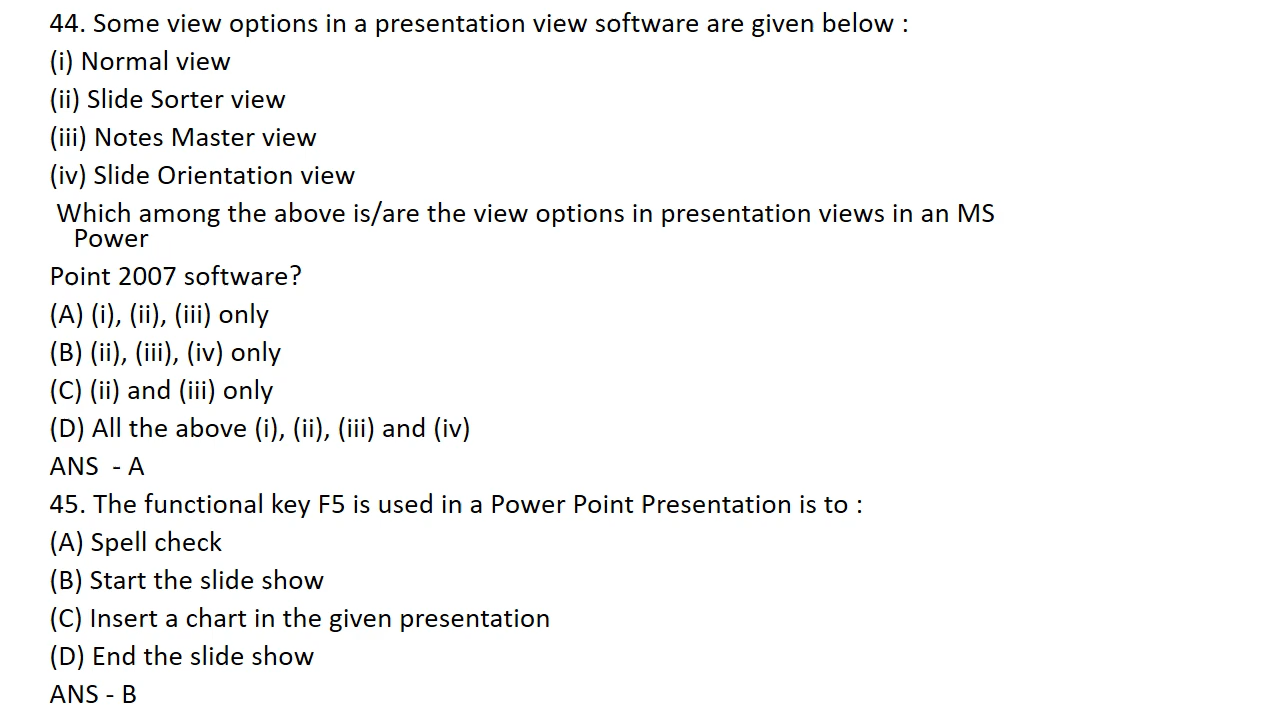 44. Some view options in a presentation view software are given below :
(i) Normal view
(ii) Slide Sorter view
(iii) Notes Master view
(iv) Slide Orientation view
Which among the above is/are the view options in presentation views in an MS
Power
Point 2007 software?
(A) (i), (ii), (iii) only
(B) (ii), (iii), (iv) only
(C) (ii) and (iii) only
(D) All the above (i), (ii), (iii) and (iv)
ANS  - A
45. The functional key F5 is used in a Power Point Presentation is to :
(A) Spell check
(B) Start the slide show
(C) Insert a chart in the given presentation
(D) End the slide show
ANS - B